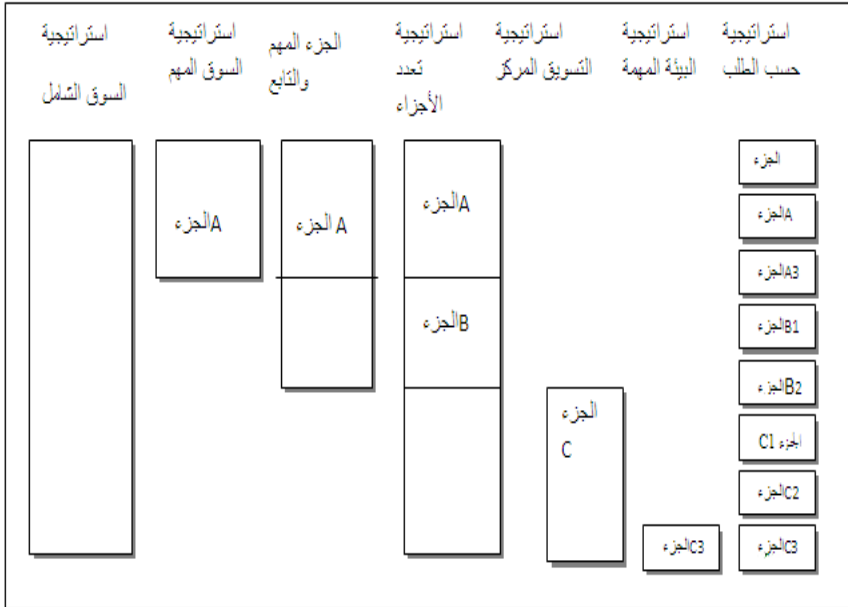 استراتيجية
حسب الطلب
استراتيجية
البيئة المهمة
استراتيجية
التسويق المركز
استراتيجية
تعدد
الأجزاء
الجزء المهم
والتابع
استراتيجية
السوق المهم
استراتيجية
السوق الشامل
الجزء
الجزءA
الجزءA3
الجزءB1
الجزءB2
الجزء C1
الجزءC2
الجزءC3
الجزءC3
الجزء
C
الجزءA
الجزءB
الجزء A
الجزءA